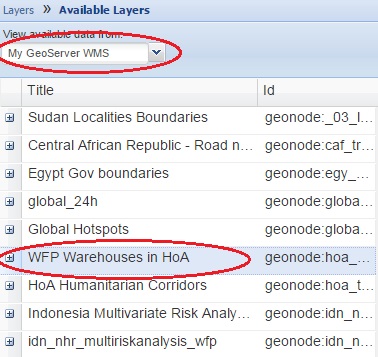 Layers » Available Layers
View available data from:
My GeoServer WMS
Title Id
Sudan Localities Boundaries geonode:_03_l...
Central African Republic - Road n... geonode:caf_tr...
Egypt Gov boundaries geonode:egy_...
global_24h geonode:globa...
Global Hotspots geonode:globa...
WFP Warehouses in HoA geonode:hoa_...
HoA Humanitarian Corridors geonode:hoa_t...
Indonesia Multivariate Risk Analy... geonode:idn_n...
idn_nhr_multiriskanalysis_wfp geonode:idn_n...